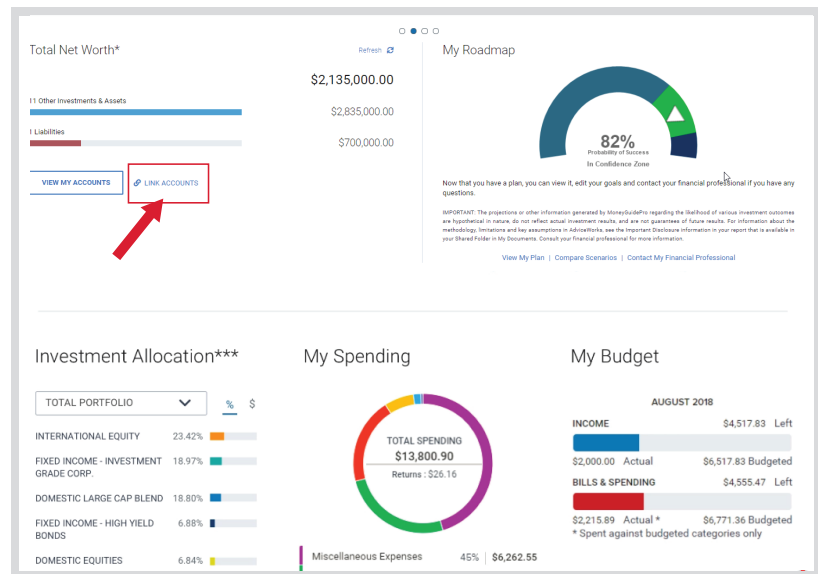 Total Net Worth*
Refresh
$2,135,000.00
11 Other Investments & Assets
$2,835,000.00
1 Liabilities
$700,000.00
VIEW MY ACCOUNTS
LINK ACCOUNTS
My Roadmap
82%
Probability of Success
In Confidence Zone
Now that you have a plan, you can view it, edit your goals and contact your financial professional if you have any
questions.
IMPORTANT: The projections or other information generated by MoneyGuidePro regarding the likelihood of various investment outcomes
are hypothetical in nature, do not reflect actual investment results, and are not guarantees of future results. For information about the
methodology, limitations and key assumptions in AdviceWorks, see the Important Disclosure information in your report that is available in
your Shared Folder in My Documents. Consult your financial professional for more information.
View My Plan | Compare Scenarios | Contact My Financial Professional
Investment Allocation***
TOTAL PORTFOLIO
% $
INTERNATIONAL EQUITY 23.42%
FIXED INCOME - INVESTMENT 18.97%
GRADE CORP.
DOMESTIC LARGE CAP BLEND 18.80%
FIXED INCOME - HIGH YIELD 6.88%
BONDS
DOMESTIC EQUITIES 6.84%
My Spending
TOTAL SPENDING
$13,800.90
Returns : $26.16
Miscellaneous Expenses 45% $6,262.55
My Budget
AUGUST 2018
INCOME $4,517.83 Left
$2,000.00 Actual $6,517.83 Budgeted
BILLS & SPENDING $4,555.47 Left
$2,215.89 Actual * $6,771.36 Budgeted
* Spent against budgeted categories only